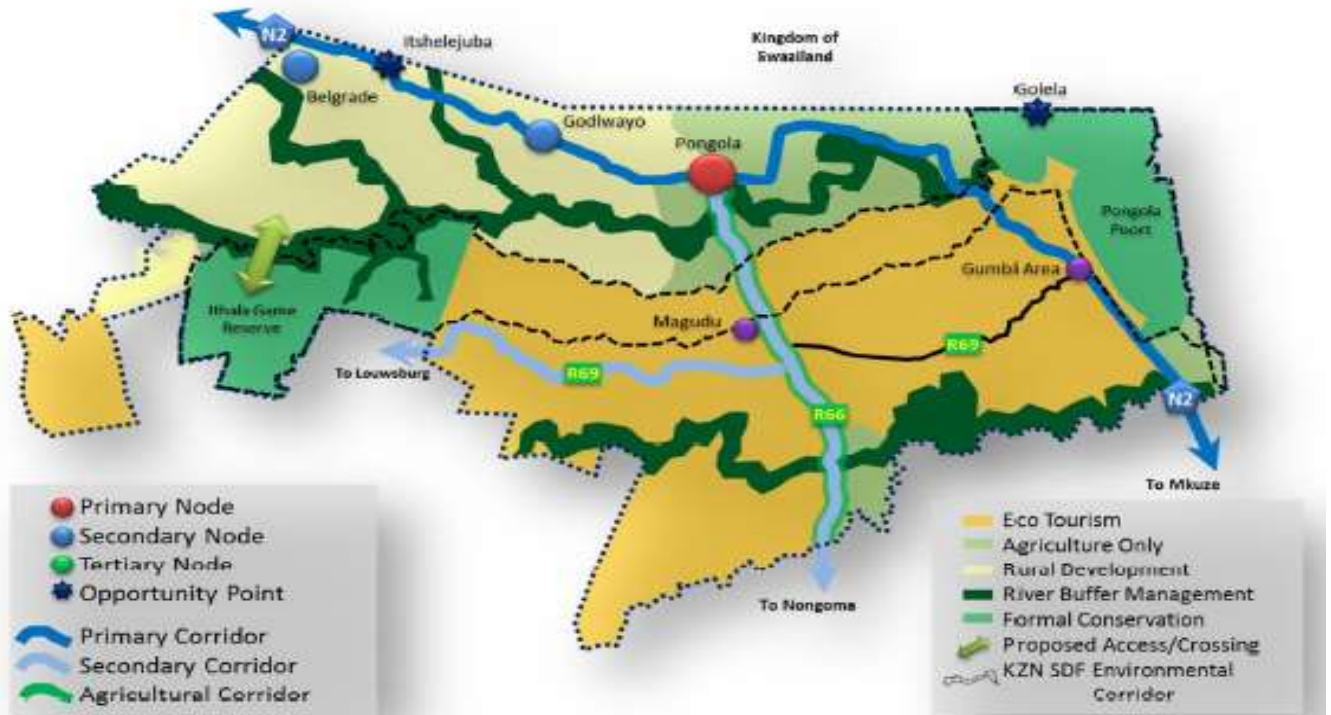 N2
Itshelejuba
Kingdom of
Swaziland
Belgrade
Golela
Godlwayo
Pongola
Pongola
Poort
Gumbi Area
Ithala Game
Reserve
Magudu
R69
To Louwsburg
R69
R66
N2
To Mkuze
To Nongoma
Primary Node
Secondary Node
Tertiary Node
Opportunity Point
Primary Corridor
Secondary Corridor
Agricultural Corridor
Eco Tourism
Agriculture Only
Rural Development
River Buffer Management
Formal Conservation
Proposed Access/Crossing
KZN SDF Environmental
Corridor